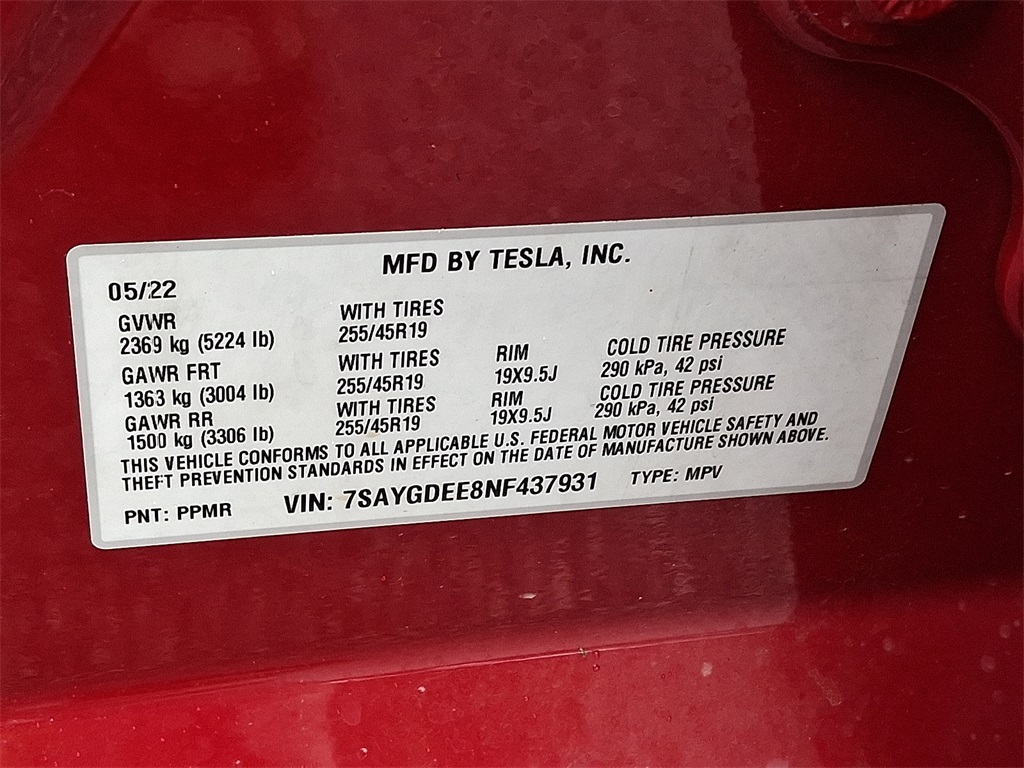 MFD BY TESLA, INC.
05/22
GVWR WITH TIRES
2369 kg (5224 lb) 255/45R19
GAWR FRT WITH TIRES RIM COLD TIRE PRESSURE
1363 kg (3004 lb) 255/45R19 19X9.5J 290 kPa, 42 psi
GAWR RR WITH TIRES RIM COLD TIRE PRESSURE
1500 kg (3306 lb) 255/45R19 19X9.5J 290 kPa, 42 psi
THIS VEHICLE CONFORMS TO ALL APPLICABLE U.S. FEDERAL MOTOR VEHICLE SAFETY AND
THEFT PREVENTION STANDARDS IN EFFECT ON THE DATE OF MANUFACTURE SHOWN ABOVE.
PNT: PPMR VIN: 7SAYGDEE8NF437931 TYPE: MPV